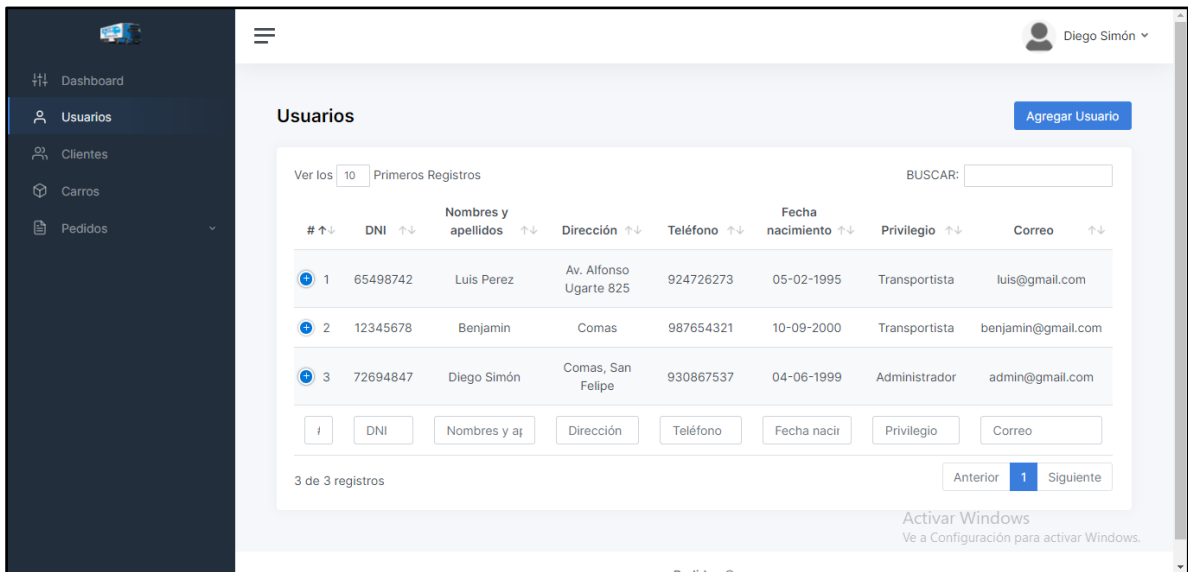 Diego Simón
Dashboard
Usuarios
Clientes
Carros
Pedidos
Usuarios
Agregar Usuario
Ver los 10 Primeros Registros
BUSCAR:
# DNI Nombres y apellidos Dirección Teléfono Fecha nacimiento Privilegio Correo
1 65498742 Luis Perez Av. Alfonso Ugarte 825 924726273 05-02-1995 Transportista luis@gmail.com
2 12345678 Benjamin Comas 987654321 10-09-2000 Transportista benjamin@gmail.com
3 72694847 Diego Simón Comas, San Felipe 930867537 04-06-1999 Administrador admin@gmail.com
# DNI Nombres y ap Dirección Teléfono Fecha nacir Privilegio Correo
3 de 3 registros
Anterior 1 Siguiente
Activar Windows
Ve a Configuración para activar Windows.